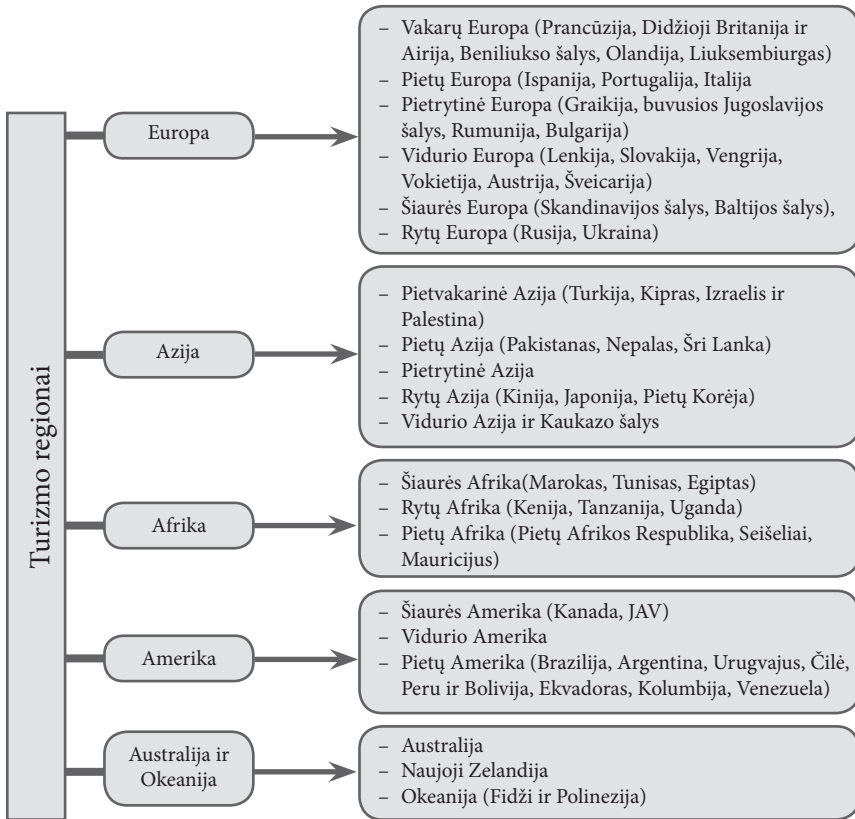 Turizmo regionai
Europa
– Vakarų Europa (Prancūzija, Didžioji Britanija ir
Airija, Beniliukso šalys, Olandija, Liuksembiurgas)
– Pietų Europa (Ispanija, Portugalija, Italija
– Pietrytinė Europa (Graikija, buvusios Jugoslavijos
šalys, Rumunija, Bulgarija)
– Vidurio Europa (Lenkija, Slovakija, Vengrija,
Vokietija, Austrija, Šveicarija)
– Šiaurės Europa (Skandinavijos šalys, Baltijos šalys),
– Rytų Europa (Rusija, Ukraina)
Azija
– Pietvakarinė Azija (Turkija, Kipras, Izraelis ir
Palestina)
– Pietų Azija (Pakistanas, Nepalas, Šri Lanka)
– Pietrytinė Azija
– Rytų Azija (Kinija, Japonija, Pietų Korėja)
– Vidurio Azija ir Kaukazo šalys
Afrika
– Šiaurės Afrika(Marokas, Tunisas, Egiptas)
– Rytų Afrika (Kenija, Tanzanija, Uganda)
– Pietų Afrika (Pietų Afrikos Respublika, Seišeliai,
Mauricijus)
Amerika
– Šiaurės Amerika (Kanada, JAV)
– Vidurio Amerika
– Pietų Amerika (Brazilija, Argentina, Urugvajus, Čilė,
Peru ir Bolivija, Ekvadoras, Kolumbija, Venezuela)
Australija ir
Okeanija
– Australija
– Naujoji Zelandija
– Okeanija (Fidži ir Polinezija)